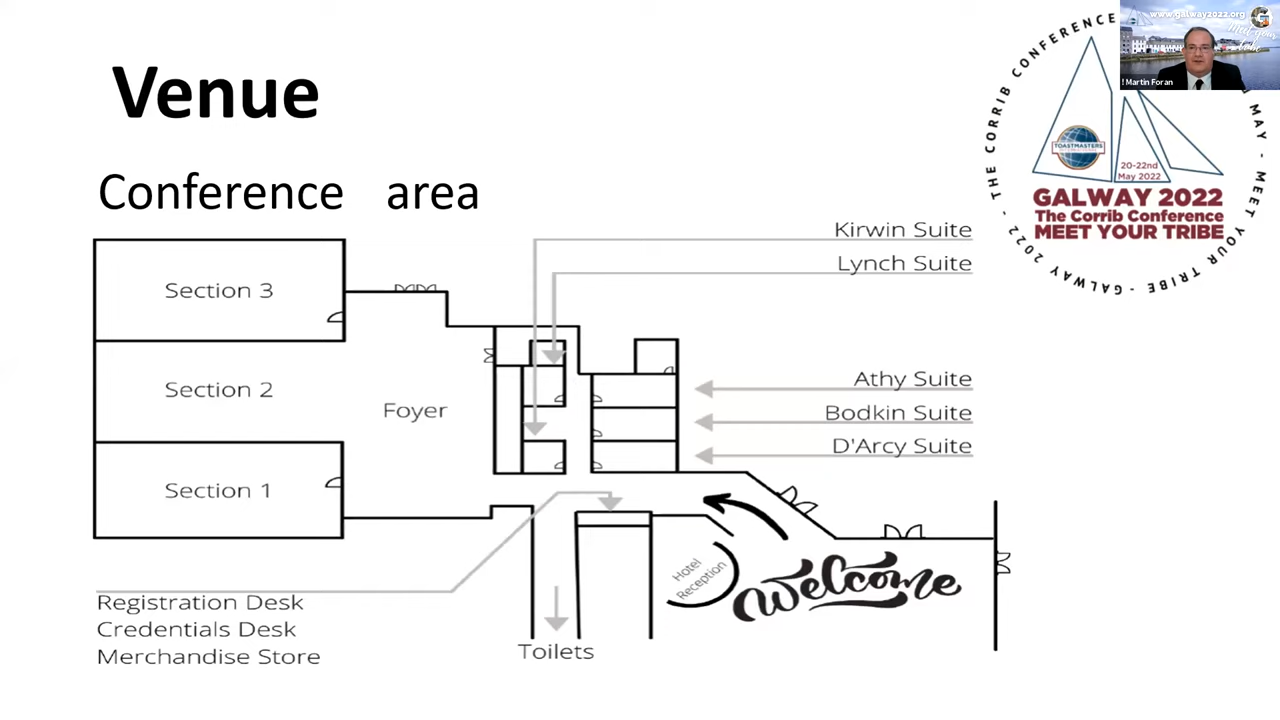 Venue
Conference area
Kirwin Suite
Lynch Suite
Section 3
Section 2
Section 1
Foyer
Athy Suite
Bodkin Suite
D'Arcy Suite
Hotel
Reception
Welcome
Registration Desk
Credentials Desk
Merchandise Store
Toilets
www.galway2022.org
Meet your
tribe
! Martin Foran
TOASTMASTERS
20-22nd
May 2022
GALWAY 2022
The Corrib Conference
MEET YOUR TRIBE
MAY - MEET YOUR TRIBE - GALWAY 2022 - THE CORRIB CONFERENCE